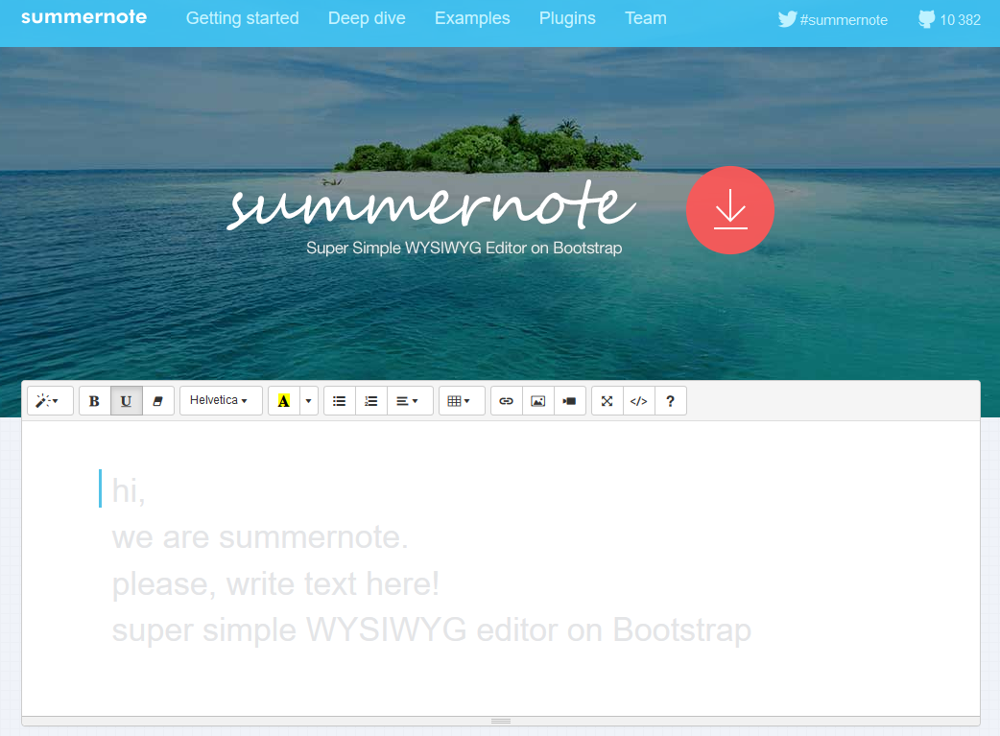 summernote Getting started Deep dive Examples Plugins Team #summernote 10 382
summernote
Super Simple WYSIWYG Editor on Bootstrap
B U Helvetica A </> ?
hi,
we are summernote.
please, write text here!
super simple WYSIWYG editor on Bootstrap